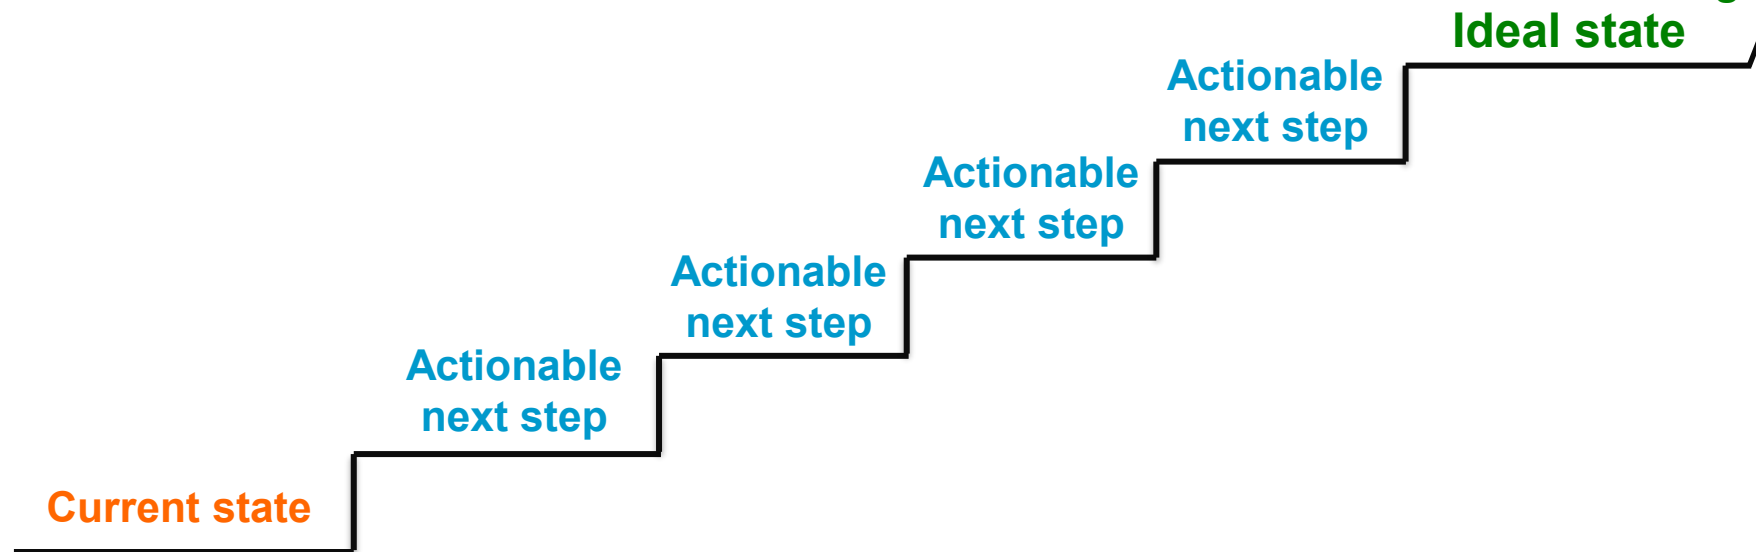 Ideal state
Actionable
next step
Actionable
next step
Actionable
next step
Actionable
next step
Current state